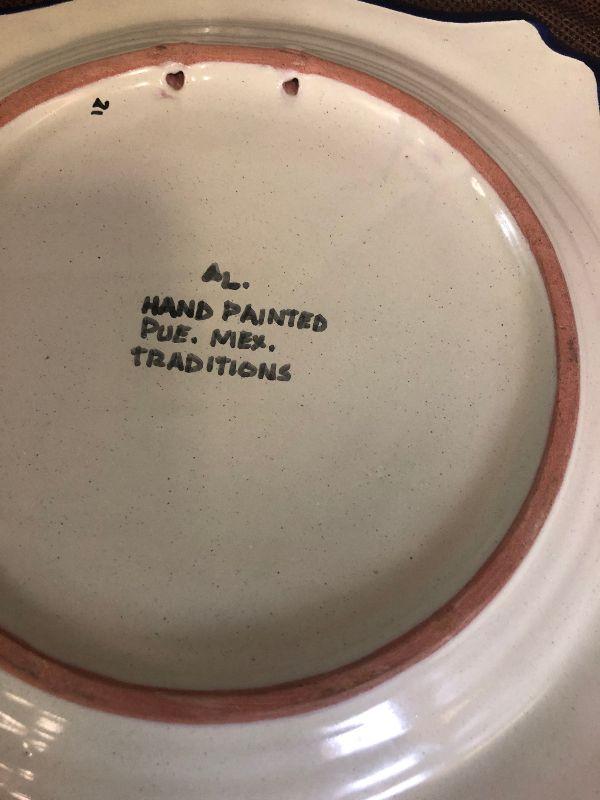 AL.
HAND PAINTED
PUE. MEX.
TRADITIONS